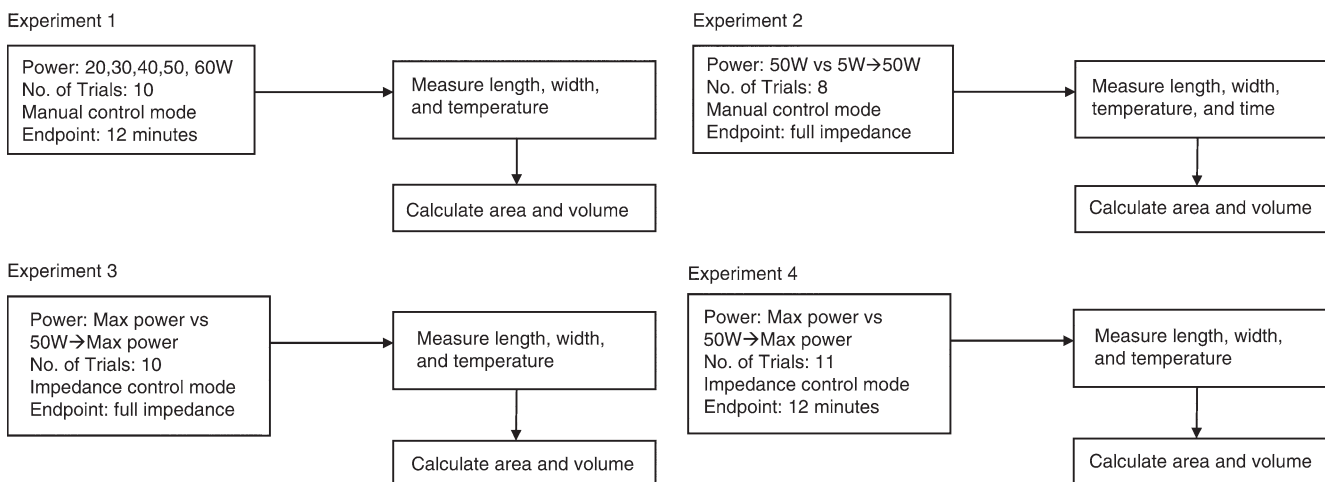 Experiment 1
Power: 20,30,40,50, 60W
No. of Trials: 10
Manual control mode
Endpoint: 12 minutes
Measure length, width,
and temperature
Calculate area and volume
Experiment 2
Power: 50W vs 5W→50W
No. of Trials: 8
Manual control mode
Endpoint: full impedance
Measure length, width,
temperature, and time
Calculate area and volume
Experiment 3
Power: Max power vs
50W→Max power
No. of Trials: 10
Impedance control mode
Endpoint: full impedance
Measure length, width,
and temperature
Calculate area and volume
Experiment 4
Power: Max power vs
50W→Max power
No. of Trials: 11
Impedance control mode
Endpoint: 12 minutes
Measure length, width,
and temperature
Calculate area and volume